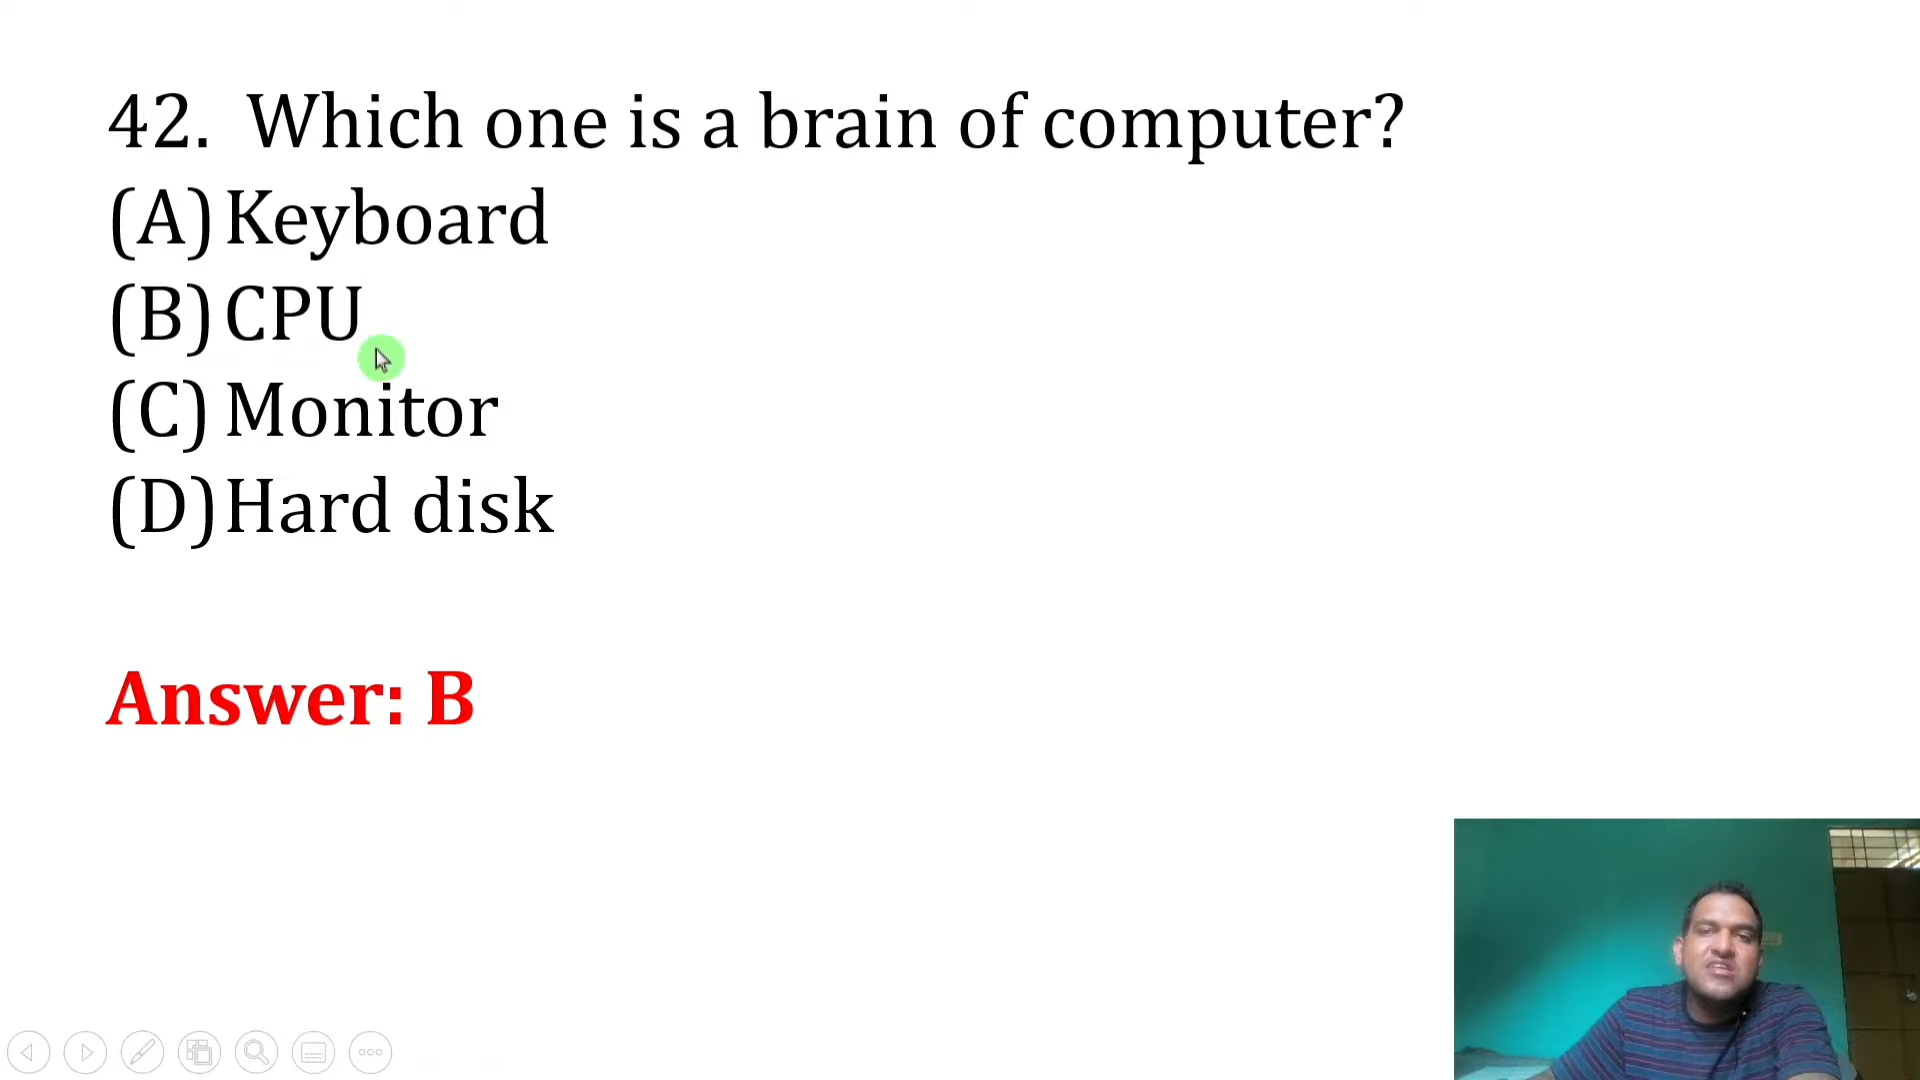 42. Which one is a brain of computer?
(A) Keyboard
(B) CPU
(C) Monitor
(D) Hard disk
Answer: B